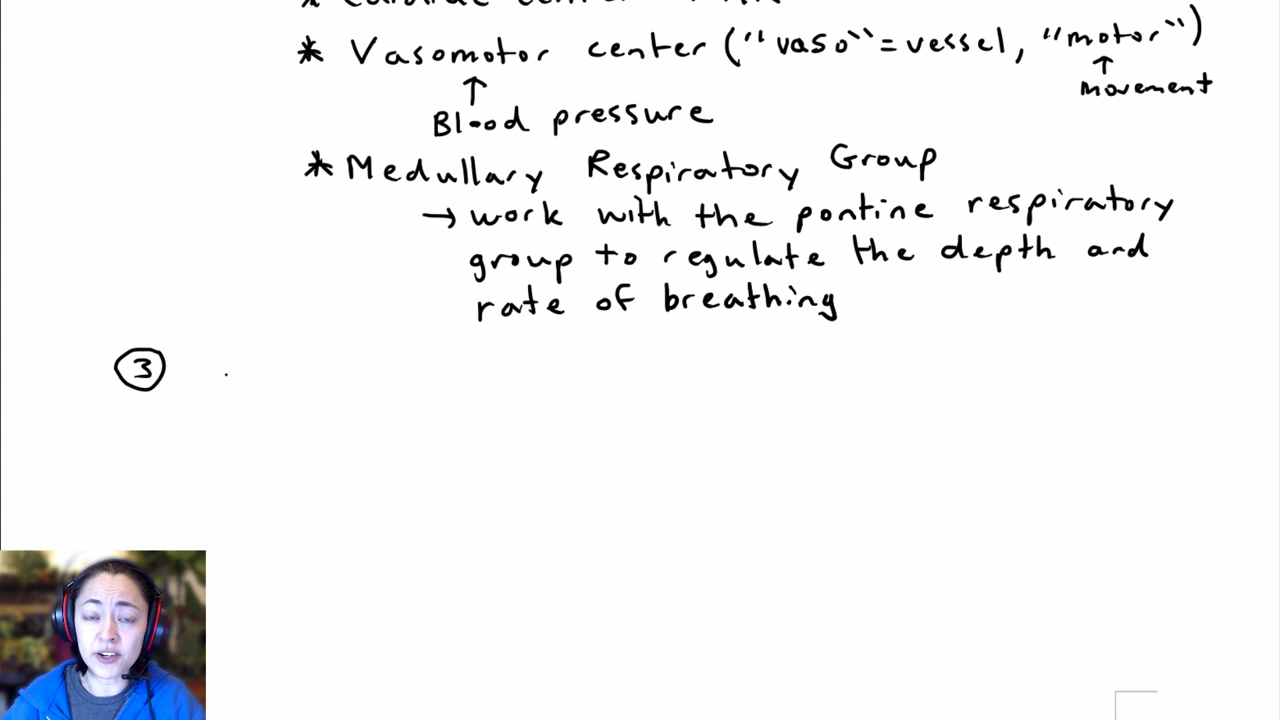 * Vasomotor center ("vaso" = vessel, "motor")
↑
movement
↑
Blood pressure
* Medullary Respiratory Group
→ work with the pontine respiratory
group to regulate the depth and
rate of breathing
3